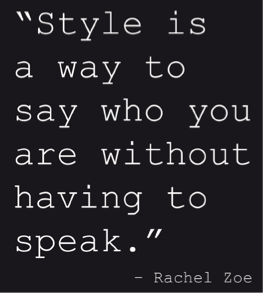 “Style is
a way to
say who you
are without
having to
speak.”
- Rachel Zoe